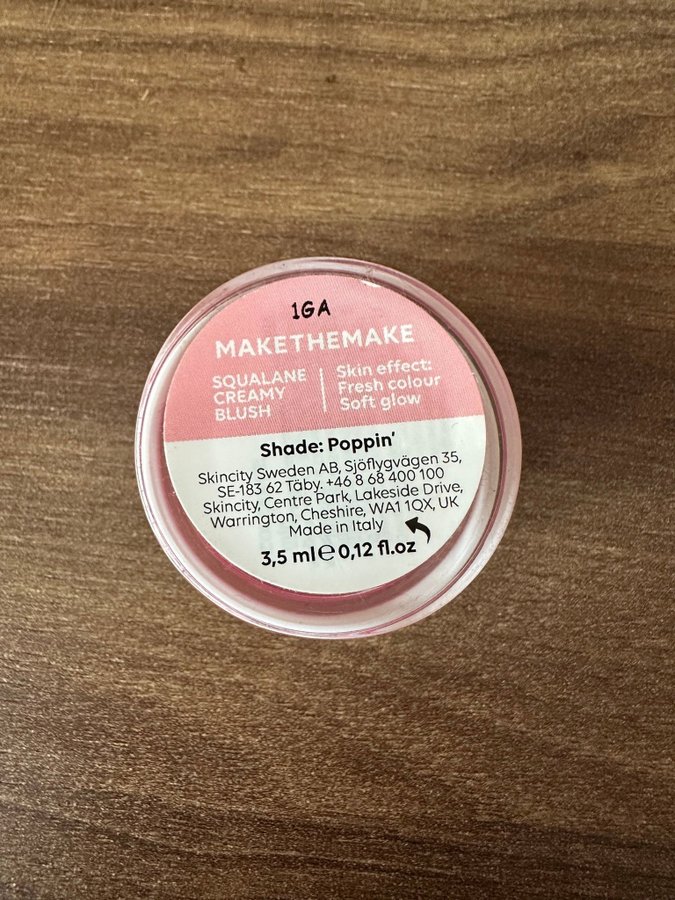 1GA
MAKETHEMAKE
SQUALANE
CREAMY
BLUSH
Skin effect:
Fresh colour
Soft glow
Shade: Poppin'
Skincity Sweden AB, Sjöflygvägen 35,
SE-183 62 Täby. +46 8 68 400 100
Skincity, Centre Park, Lakeside Drive,
Warrington, Cheshire, WA1 1QX, UK
Made in Italy
3,5 ml ℮ 0,12 fl.oz